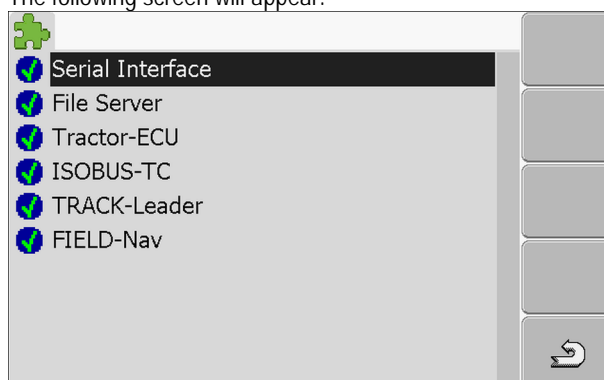 The following screen will appear:
Serial Interface
File Server
Tractor-ECU
ISOBUS-TC
TRACK-Leader
FIELD-Nav